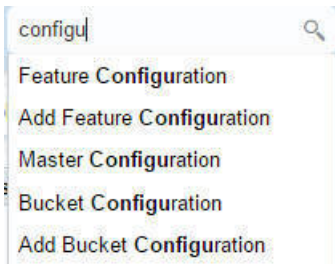 configu
Feature Configuration
Add Feature Configuration
Master Configuration
Bucket Configuration
Add Bucket Configuration